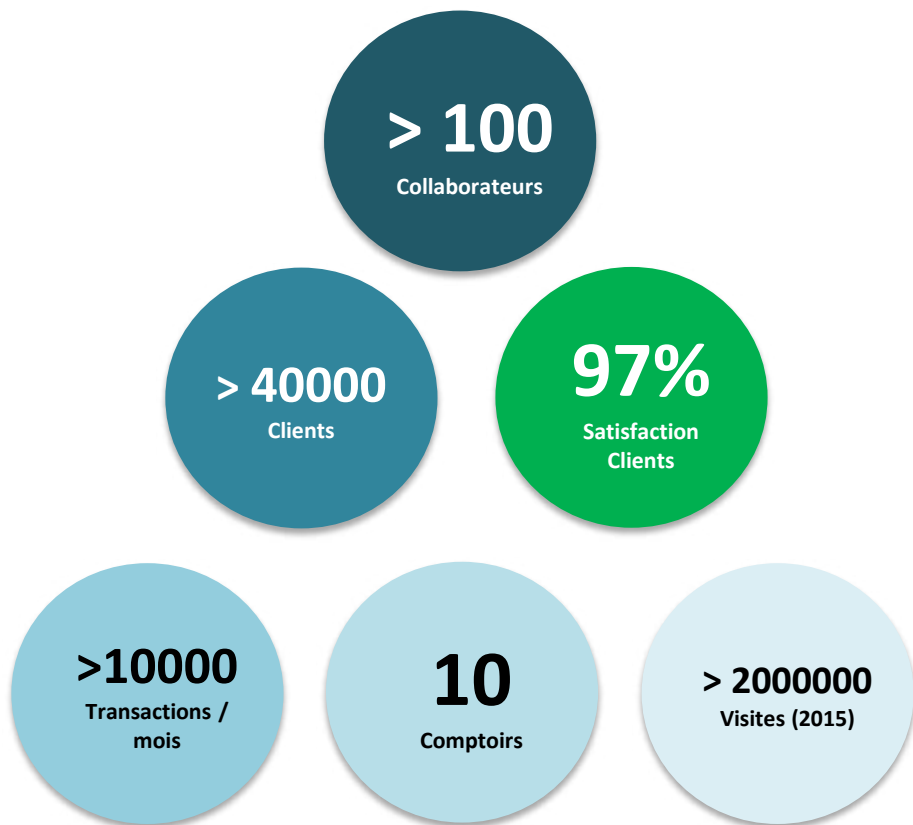 > 100
Collaborateurs
> 40000
Clients
97%
Satisfaction
Clients
>10000
Transactions /
mois
10
Comptoirs
> 2000000
Visites (2015)